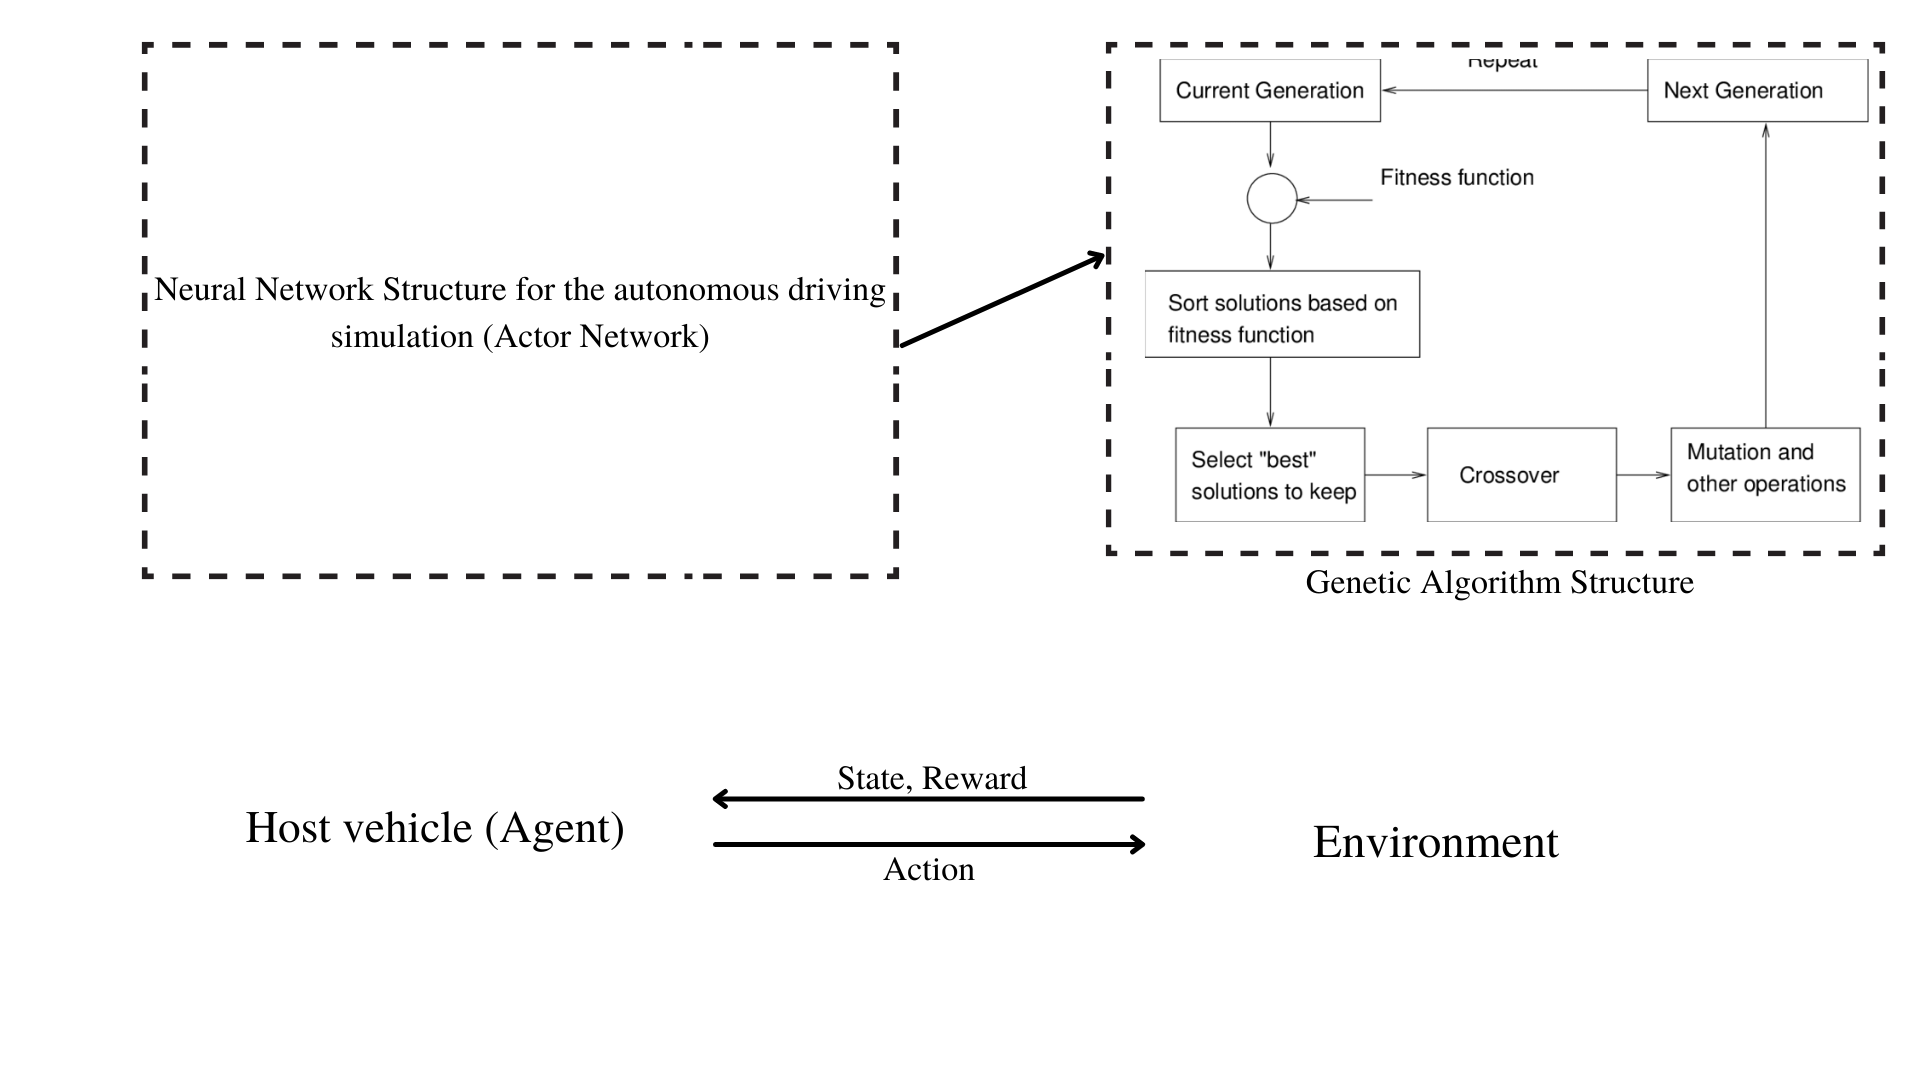 Repeat
Current Generation
Next Generation
Fitness function
Neural Network Structure for the autonomous driving
simulation (Actor Network)
Sort solutions based on
fitness function
Select "best"
solutions to keep
Crossover
Mutation and
other operations
Genetic Algorithm Structure
State, Reward
Host vehicle (Agent)
Environment
Action